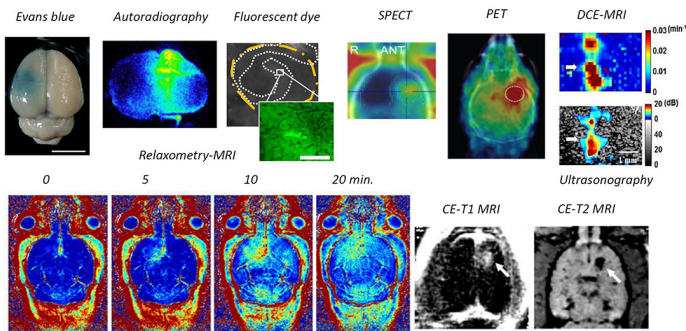 Evans blue
Autoradiography
Fluorescent dye
SPECT
PET
DCE-MRI
R
ANT
0.03 (min-1
0.02
0.01
0.00
20 (dB)
60
40
20
0
1 mm
Relaxometry-MRI
Ultrasonography
0
5
10
20 min.
CE-T1 MRI
CE-T2 MRI